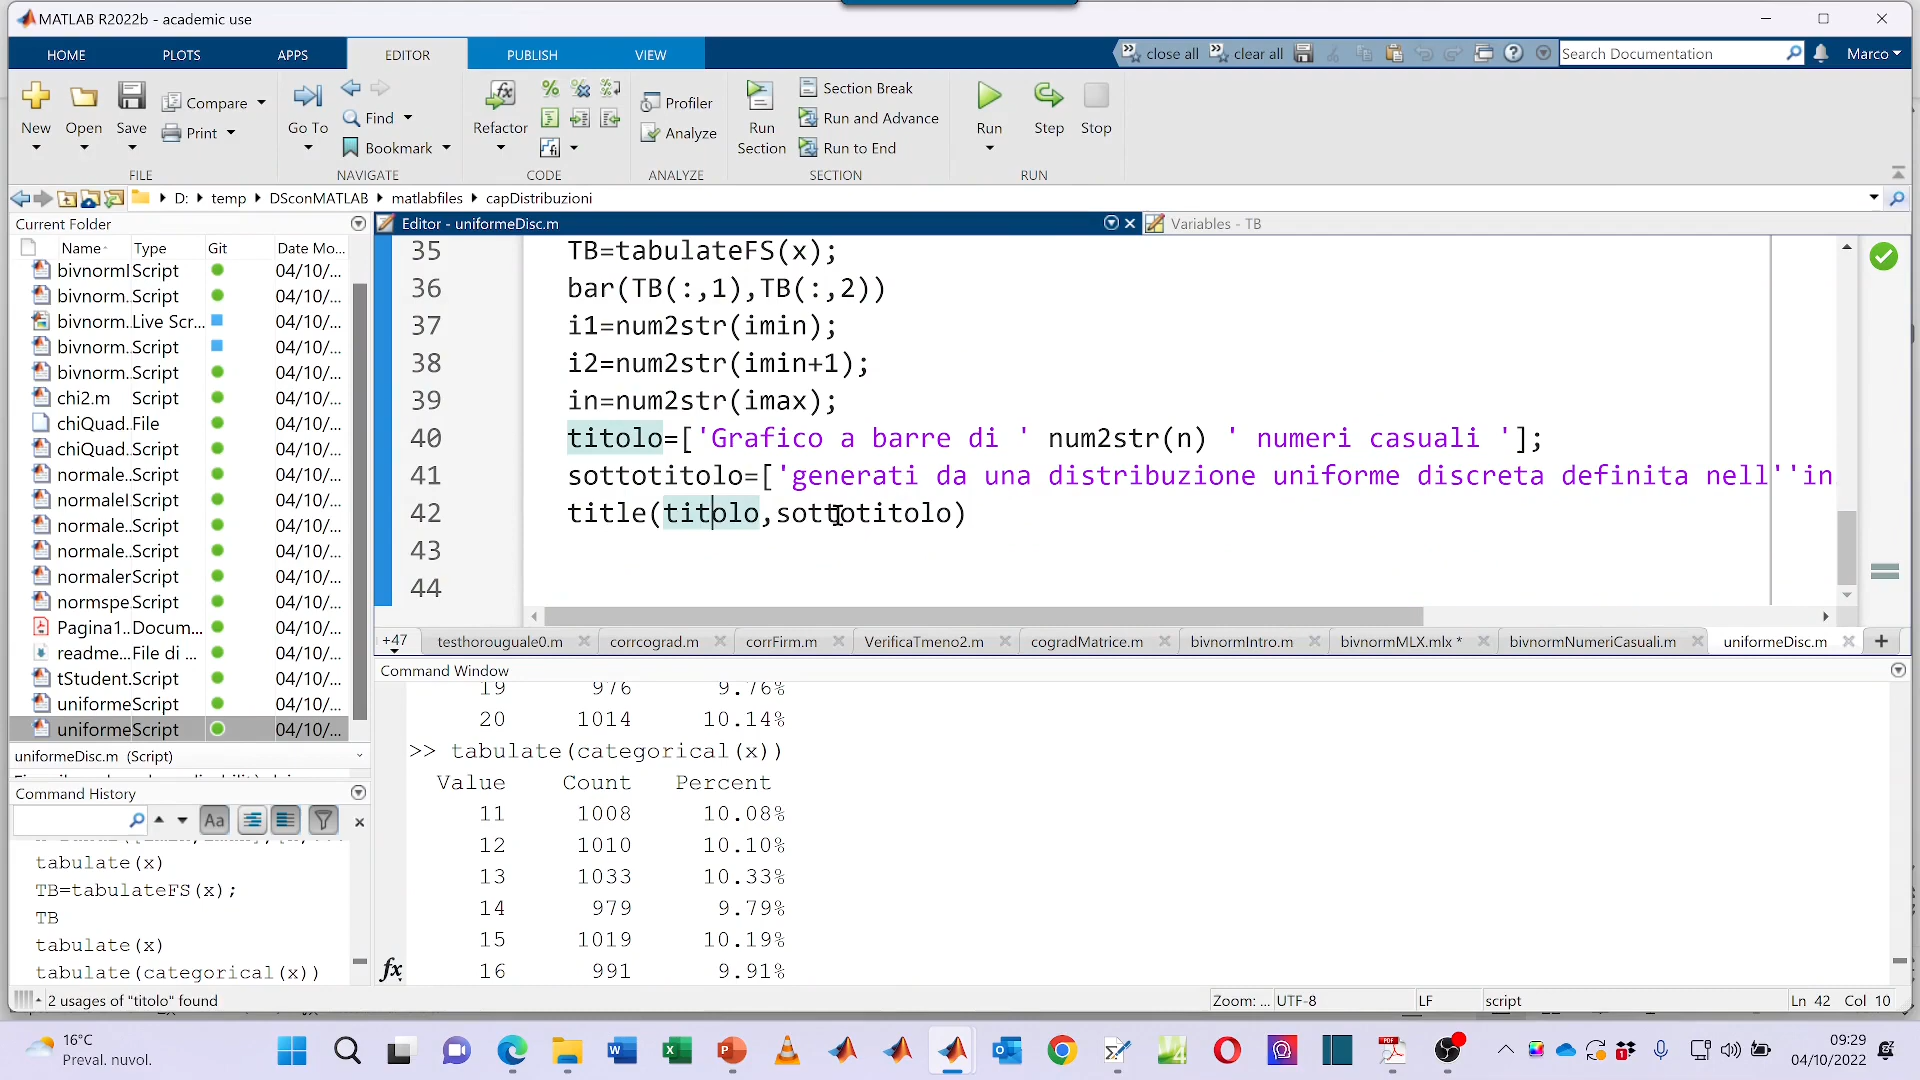 MATLAB R2022b - academic use
HOME PLOTS APPS EDITOR PUBLISH VIEW close all clear all Search Documentation Marco
New Open Save Compare Print Go To Find Bookmark Refactor Profiler Analyze Run Section Section Break Run and Advance Run to End Run Step Stop
FILE NAVIGATE CODE ANALYZE SECTION RUN
D: temp DSconMATLAB matlabfiles capDistribuzioni
Current Folder
Name Type Git Date Mo...
bivnormI Script 04/10/...
bivnorm. Script 04/10/...
bivnorm. Live Scr... 04/10/...
bivnorm. Script 04/10/...
bivnorm. Script 04/10/...
chi2.m Script 04/10/...
chiQuad. File 04/10/...
chiQuad. Script 04/10/...
normale. Script 04/10/...
normaleI Script 04/10/...
normale. Script 04/10/...
normale. Script 04/10/...
normaler Script 04/10/...
normspe Script 04/10/...
Pagina1.. Docum... 04/10/...
readme... File di ... 04/10/...
tStudent. Script 04/10/...
uniforme Script 04/10/...
uniforme Script 04/10/...
uniformeDisc.m (Script)
Command History
Aa
tabulate(x)
TB=tabulateFS(x);
TB
tabulate(x)
tabulate(categorical(x))
Editor - uniformeDisc.m
Variables - TB
35 TB=tabulateFS(x);
36 bar(TB(:,1),TB(:,2))
37 i1=num2str(imin);
38 i2=num2str(imin+1);
39 in=num2str(imax);
40 titolo=['Grafico a barre di ' num2str(n) ' numeri casuali '];
41 sottotitolo=['generati da una distribuzione uniforme discreta definita nell''in
42 title(titolo,sottotitolo)
43
44
+47 testhorouguale0.m corrcograd.m corrFirm.m VerificaTmeno2.m cogradMatrice.m bivnormIntro.m bivnormMLX.mlx * bivnormNumeriCasuali.m uniformeDisc.m
Command Window
19 976 9.76%
20 1014 10.14%
>> tabulate(categorical(x))
Value Count Percent
11 1008 10.08%
12 1010 10.10%
13 1033 10.33%
14 979 9.79%
15 1019 10.19%
16 991 9.91%
fx
2 usages of "titolo" found
Zoom: ... UTF-8 LF script Ln 42 Col 10
16°C
Preval. nuvol.
09:29
04/10/2022